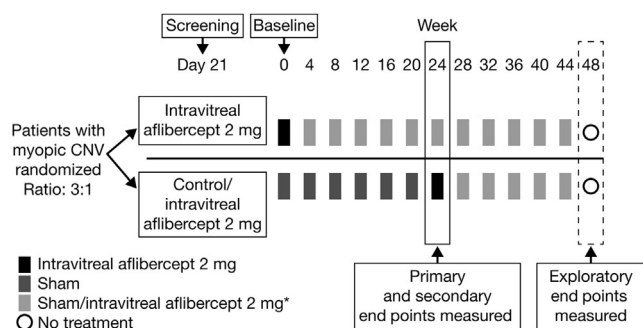 Screening
Baseline
Week
Day 21
0 4 8 12 16 20 24 28 32 36 40 44 48
Intravitreal
aflibercept 2 mg
Patients with
myopic CNV
randomized
Ratio: 3:1
Control/
intravitreal
aflibercept 2 mg
Intravitreal aflibercept 2 mg
Sham
Sham/intravitreal aflibercept 2 mg*
No treatment
Primary
and secondary
end points measured
Exploratory
end points
measured